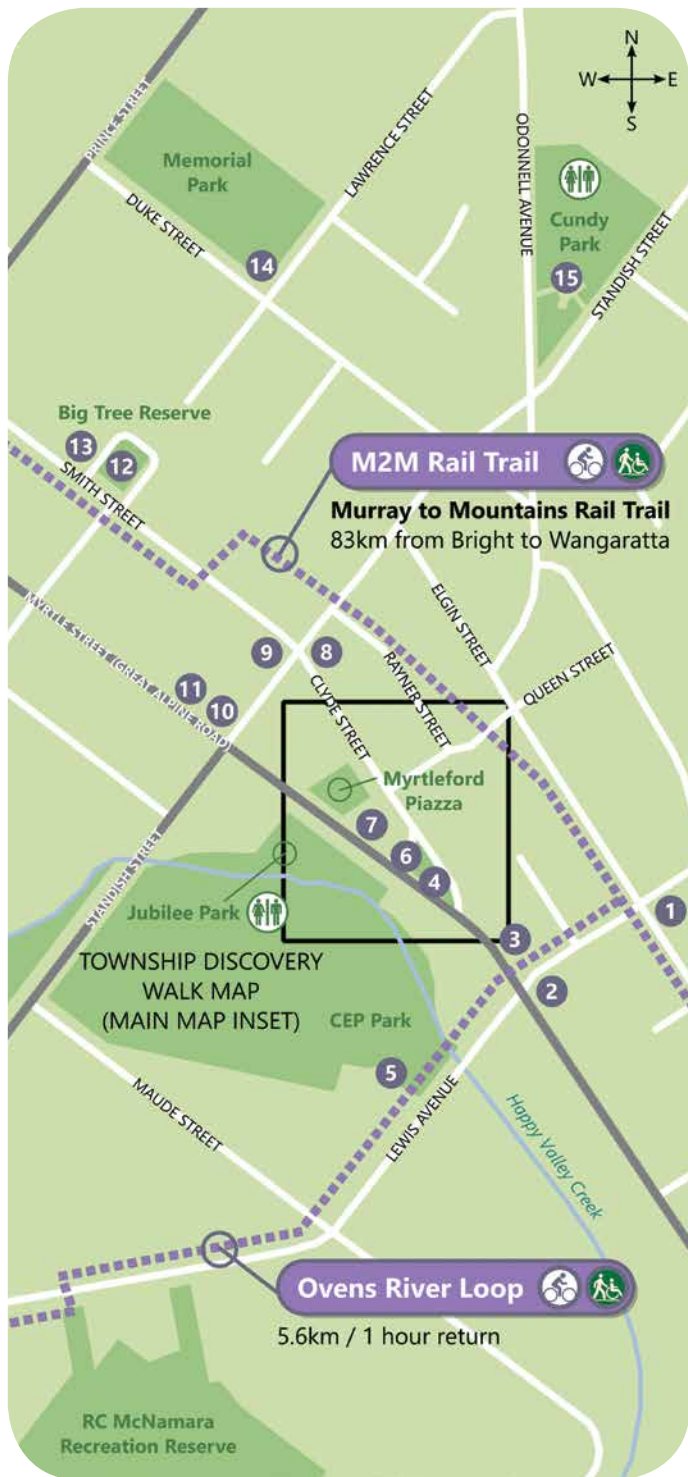 N
W E
S
PRINCE STREET
Memorial
Park
LAWRENCE STREET
ODONNELL AVENUE
Cundy
Park
DUKE STREET
14
15
STANDISH STREET
Big Tree Reserve
13
12
SMITH STREET
M2M Rail Trail
Murray to Mountains Rail Trail
83km from Bright to Wangaratta
MYRTLE STREET (GREAT ALPINE ROAD)
ELGIN STREET
9
8
RAYNER STREET
QUEEN STREET
CLYDE STREET
11
10
Myrtleford
Piazza
7
6
4
STANDISH STREET
Jubilee Park
1
3
TOWNSHIP DISCOVERY
WALK MAP
(MAIN MAP INSET)
2
CEP Park
5
MAUDE STREET
LEWIS AVENUE
Happy Valley Creek
Ovens River Loop
5.6km / 1 hour return
RC McNamara
Recreation Reserve